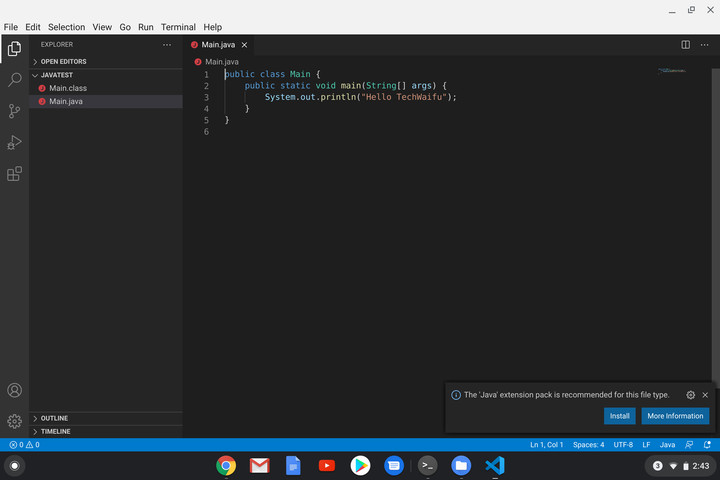 File Edit Selection View Go Run Terminal Help
EXPLORER
OPEN EDITORS
JAVATEST
Main.class
Main.java
OUTLINE
TIMELINE
Main.java
Main.java
1 public class Main {
2 public static void main(String[] args) {
3 System.out.println("Hello TechWaifu");
4 }
5 }
6
The 'Java' extension pack is recommended for this file type.
Install More Information
0 0 Ln 1, Col 1 Spaces: 4 UTF-8 LF Java
3 2:43